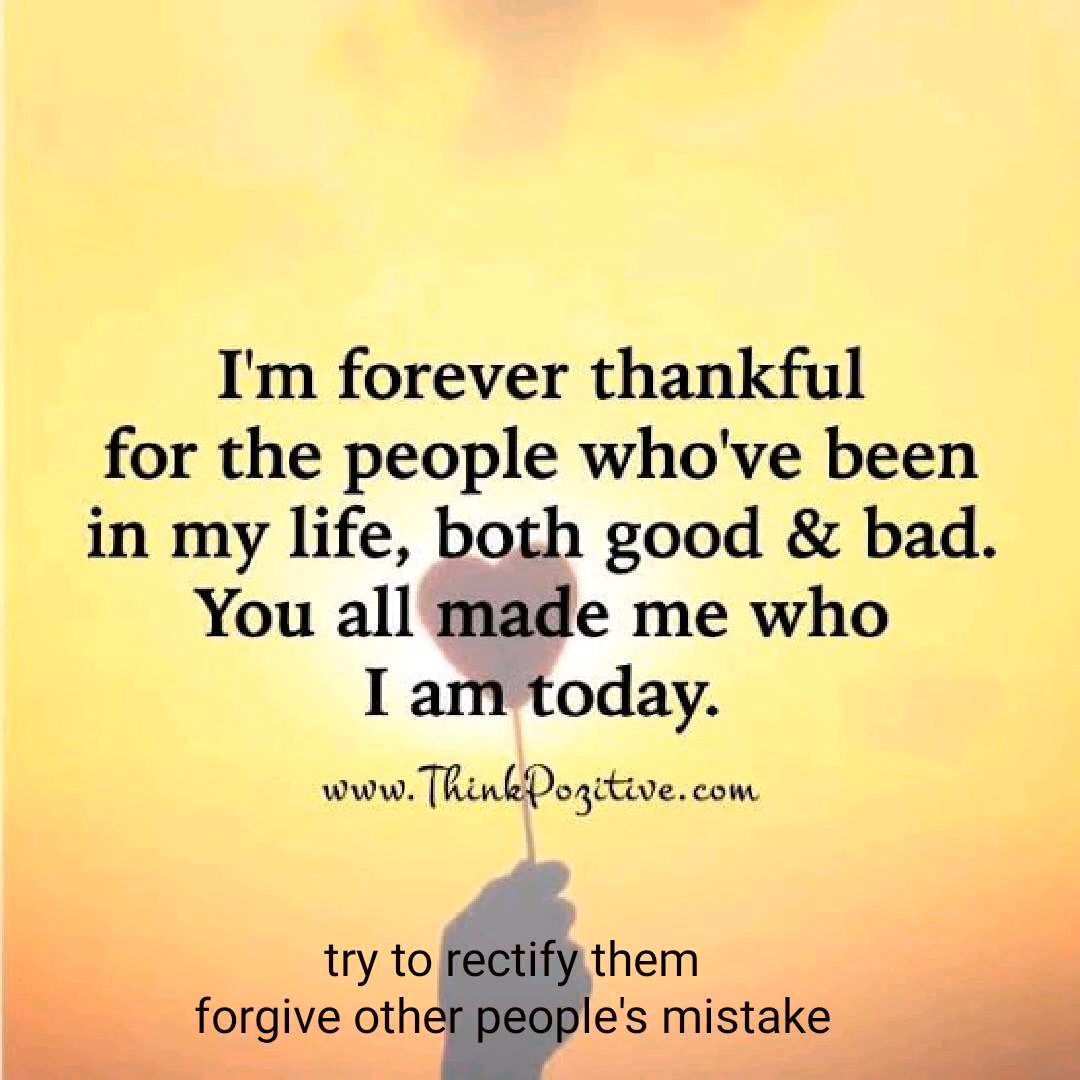 I'm forever thankful
for the people who've been
in my life, both good & bad.
You all made me who
I am today.
www.ThinkPozitive.com
try to rectify them
forgive other people's mistake